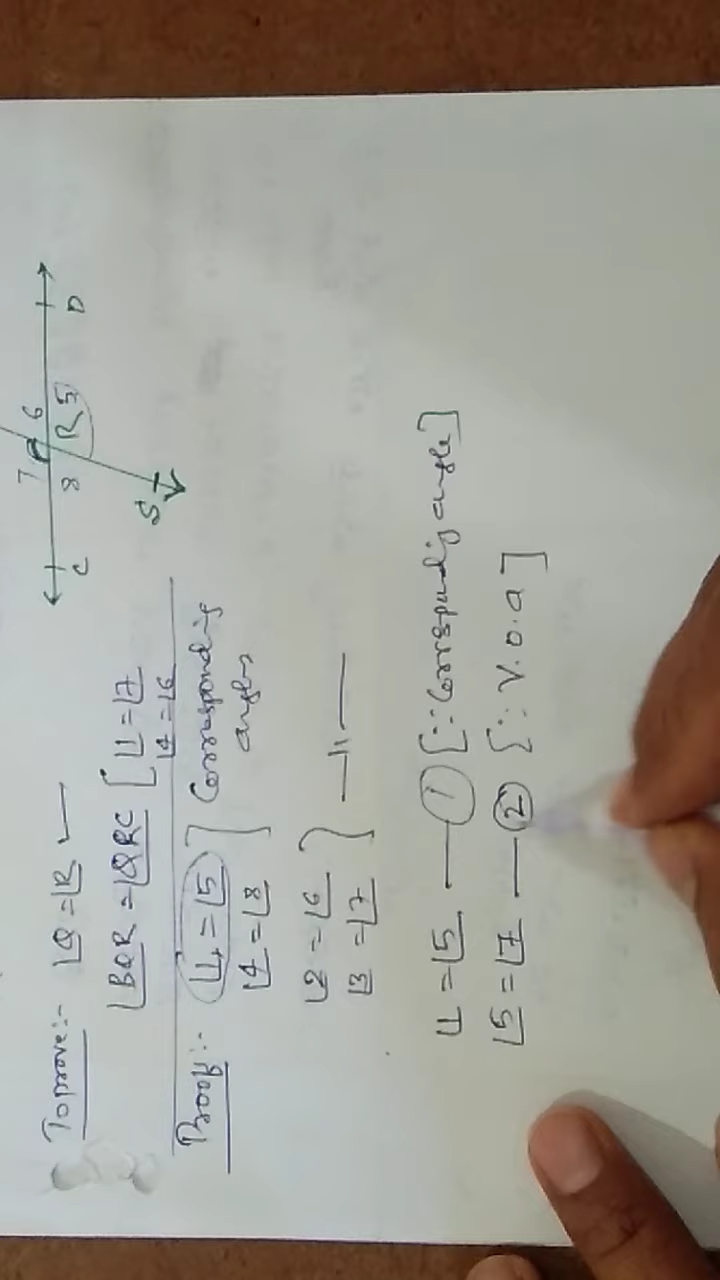 7 6
8 R 5
C D
S
To prove:- ∠Q = ∠R
∠BQR = ∠QRC [∠1 = ∠7
∠4 = ∠6
Proof:- ∠1 = ∠5 ] Corresponding
∠4 = ∠8 angles
∠2 = ∠6 }
∠3 = ∠7 —11—
∠1 = ∠5 — ① [∵ Corresponding angle]
∠5 = ∠7 — ② [∵ V.O.A]